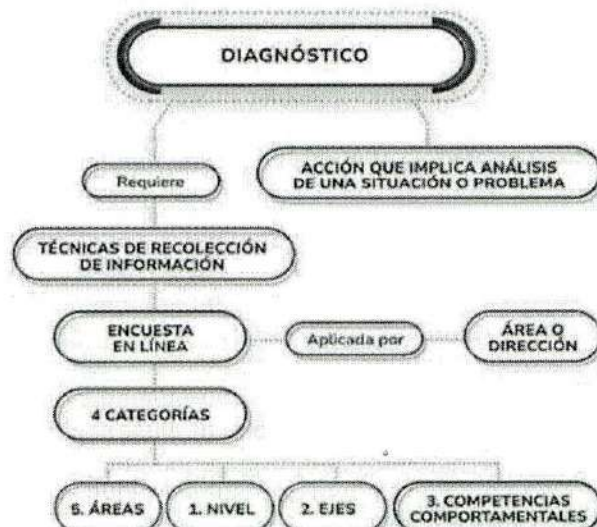 DIAGNÓSTICO
ACCIÓN QUE IMPLICA ANÁLISIS
DE UNA SITUACIÓN O PROBLEMA
Requiere
TÉCNICAS DE RECOLECCIÓN
DE INFORMACIÓN
ENCUESTA
EN LÍNEA
Aplicada por
ÁREA O
DIRECCIÓN
4 CATEGORÍAS
5. ÁREAS
1. NIVEL
2. EJES
3. COMPETENCIAS
COMPORTAMENTALES